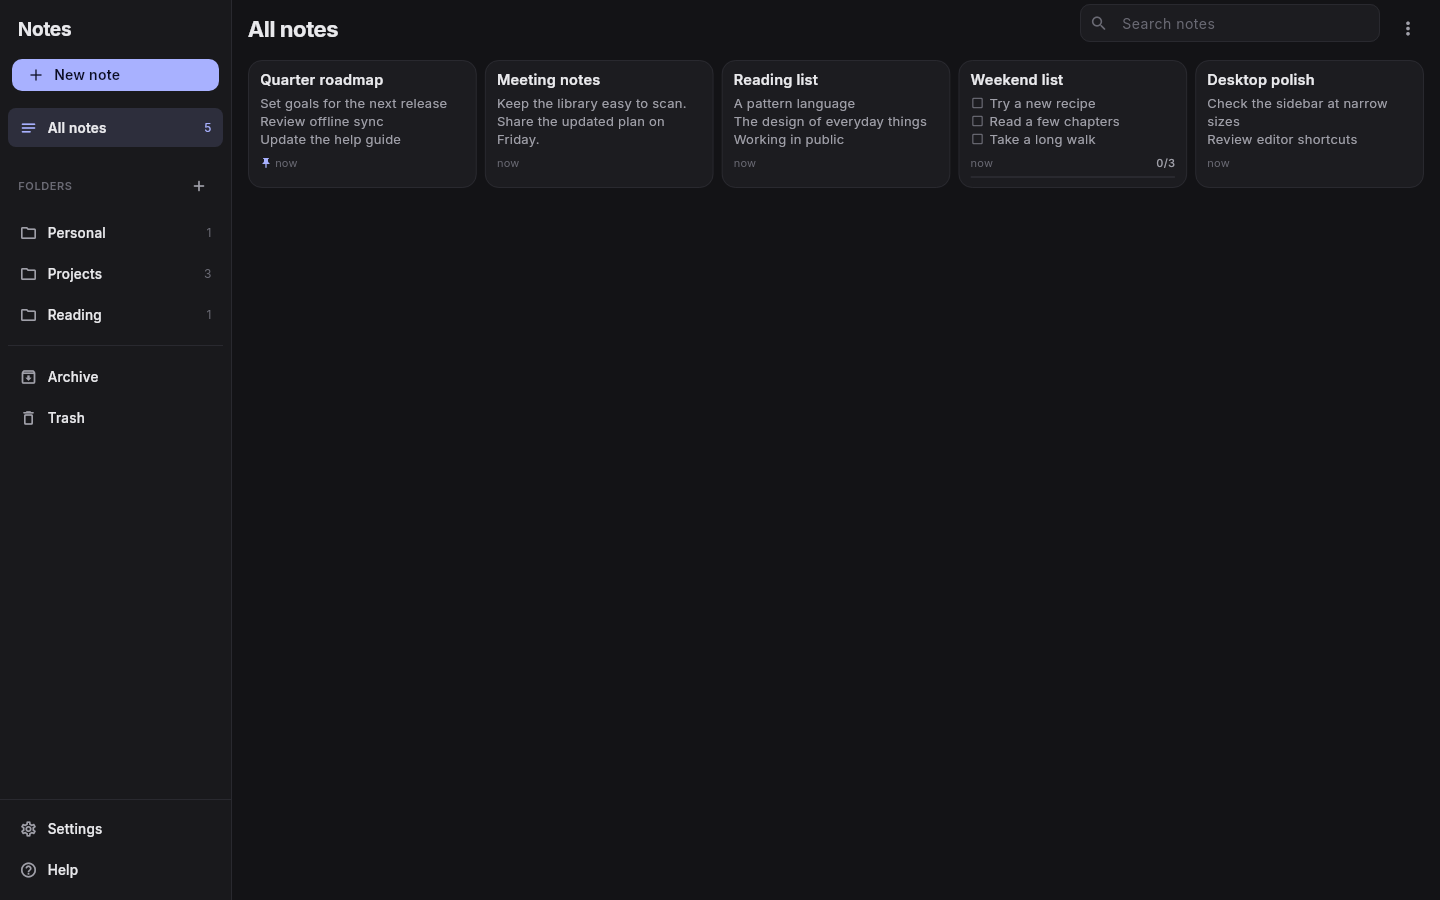 Notes
New note
All notes 5
FOLDERS
Personal 1
Projects 3
Reading 1
Archive
Trash
Settings
Help
All notes
Search notes
Quarter roadmap
Set goals for the next release
Review offline sync
Update the help guide
now
Meeting notes
Keep the library easy to scan.
Share the updated plan on
Friday.
now
Reading list
A pattern language
The design of everyday things
Working in public
now
Weekend list
Try a new recipe
Read a few chapters
Take a long walk
now 0/3
Desktop polish
Check the sidebar at narrow
sizes
Review editor shortcuts
now